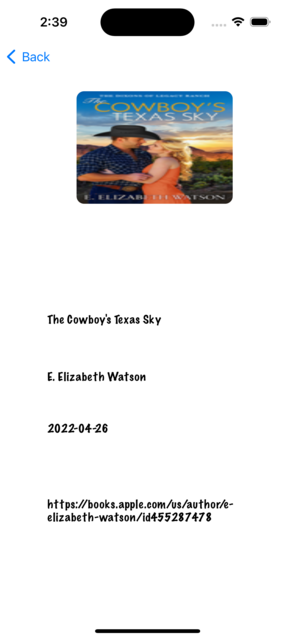 2:39
Back
THE DIXONS OF LEGACY RANCH
The
COWBOY'S
TEXAS SKY
E. ELIZABETH WATSON
The Cowboy's Texas Sky
E. Elizabeth Watson
2022-04-26
https://books.apple.com/us/author/e-
elizabeth-watson/id455287478